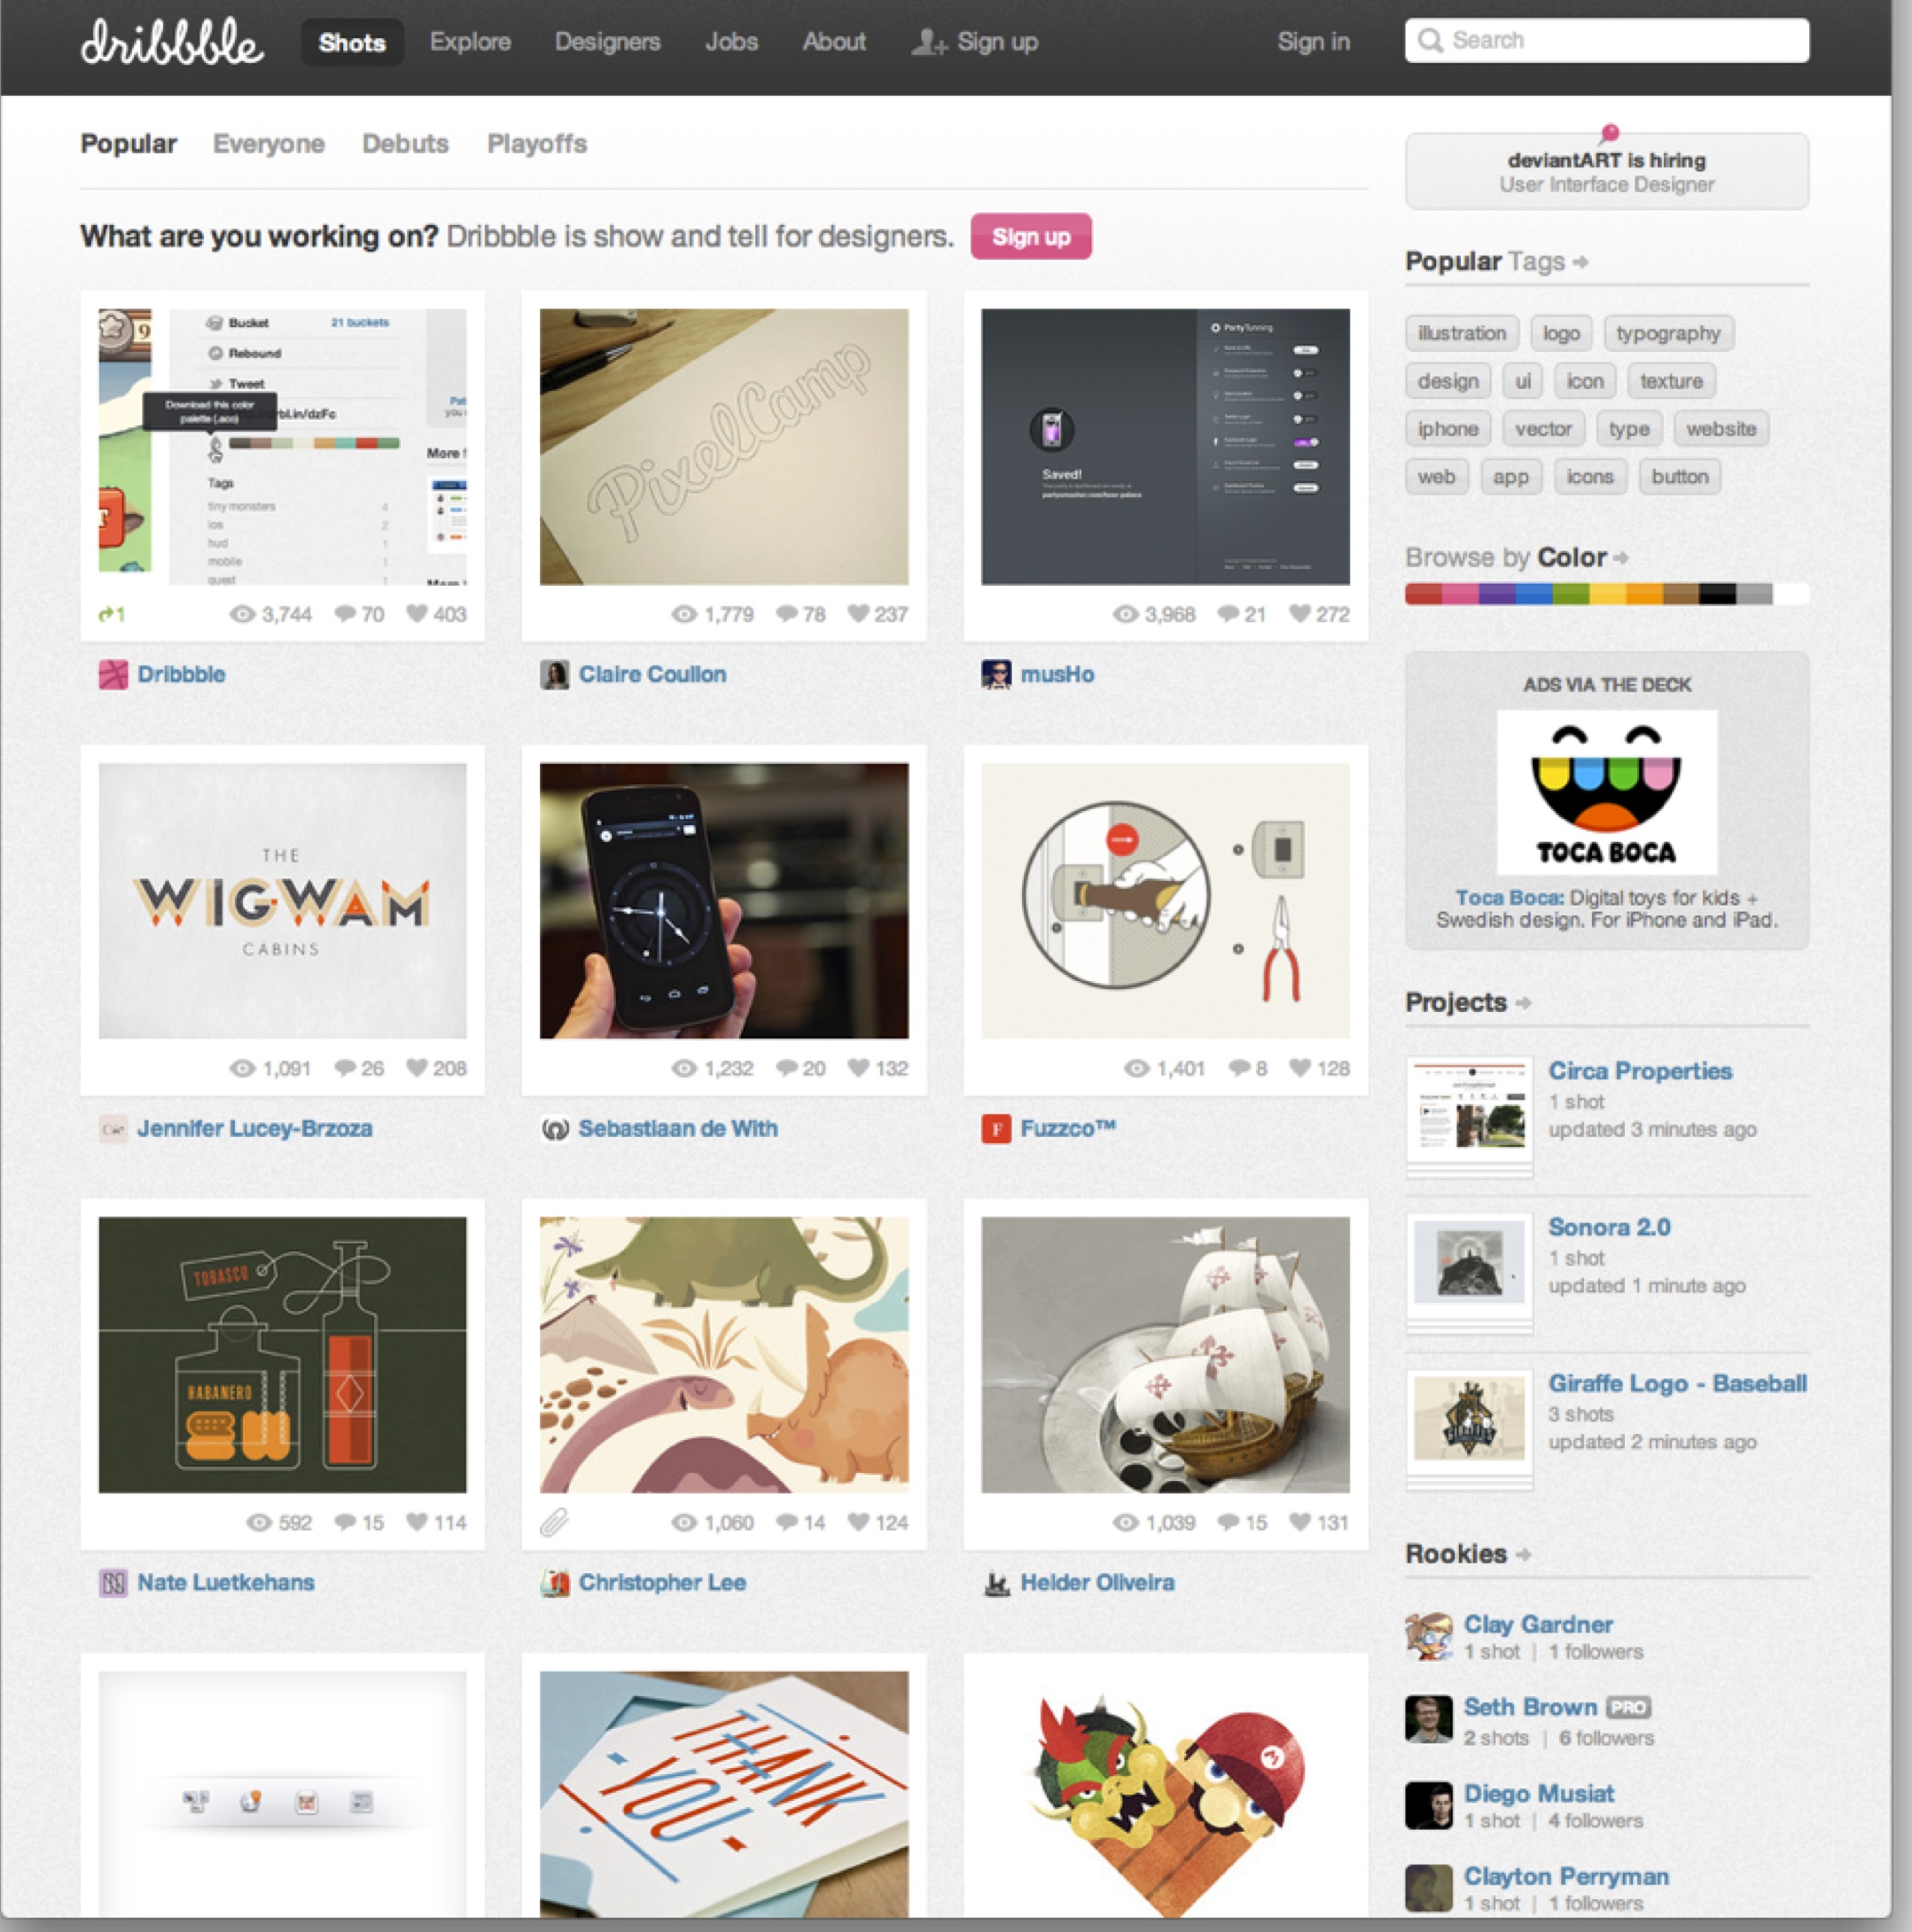 dribbble Shots Explore Designers Jobs About Sign up Sign in Search
Popular Everyone Debuts Playoffs
What are you working on? Dribbble is show and tell for designers. Sign up
9
Bucket 21 buckets
Rebound
Tweet
Download this color
palette (.aco)
More
Tags
tiny monsters 4
ios 2
hud 1
mobile 1
quest 1
1 3,744 70 403
Dribbble
PixelCamp
1,779 78 237
Claire Coullon
PartyTunning
Saved!
3,968 21 272
musHo
THE
WIGWAM
CABINS
1,091 26 208
Jennifer Lucey-Brzoza
1,232 20 132
Sebastiaan de With
1,401 8 128
F Fuzzco™
TOBASCO
HABANERO
592 15 114
Nate Luetkehans
1,060 14 124
Christopher Lee
1,039 15 131
Helder Oliveira
THANK
YOU
M
deviantART is hiring
User Interface Designer
Popular Tags
illustration logo typography
design ui icon texture
iphone vector type website
web app icons button
Browse by Color
ADS VIA THE DECK
TOCA BOCA
Toca Boca: Digital toys for kids +
Swedish design. For iPhone and iPad.
Projects
Circa Properties
1 shot
updated 3 minutes ago
Sonora 2.0
1 shot
updated 1 minute ago
Giraffe Logo - Baseball
3 shots
updated 2 minutes ago
Rookies
Clay Gardner
1 shot | 1 followers
Seth Brown PRO
2 shots | 6 followers
Diego Musiat
1 shot | 4 followers
Clayton Perryman
1 shot | 1 followers